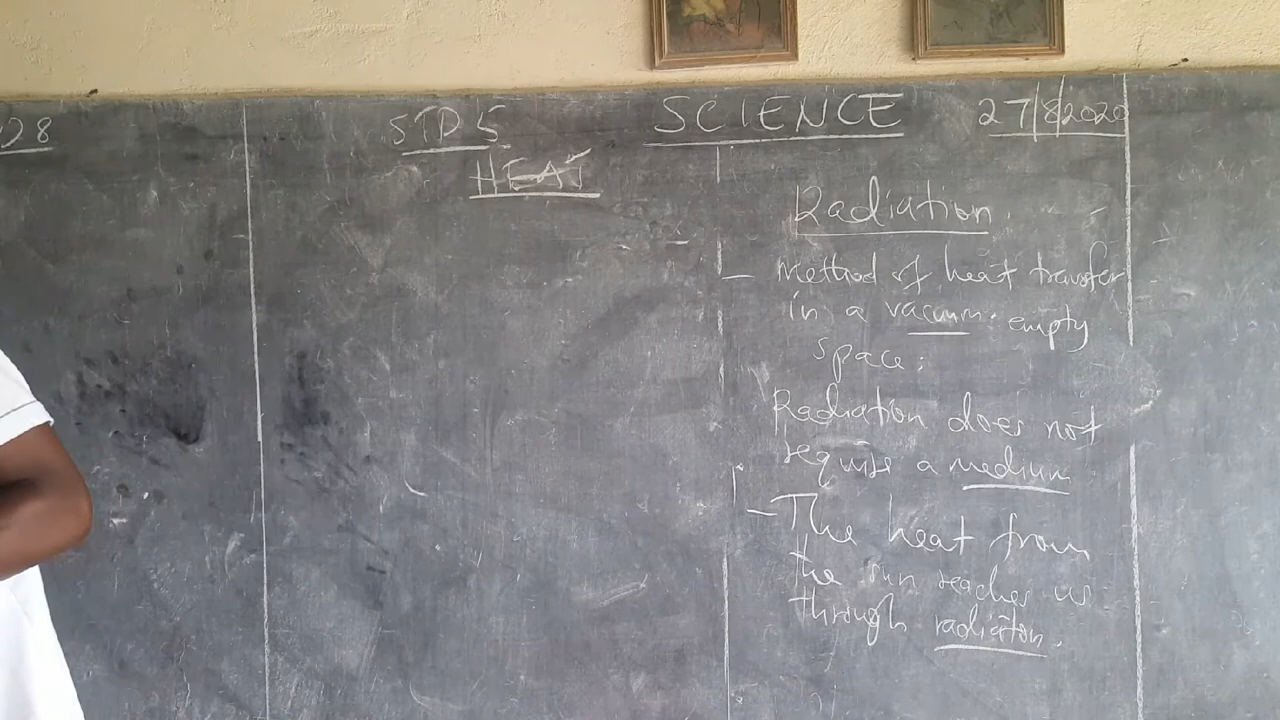 28
STD 5
SCIENCE
27/8/2020
HEAT
Radiation.
- Method of heat transfer
in a vacuum. empty
space.
Radiation does not
require a medium
- The heat from
the sun reaches us
through radiation.